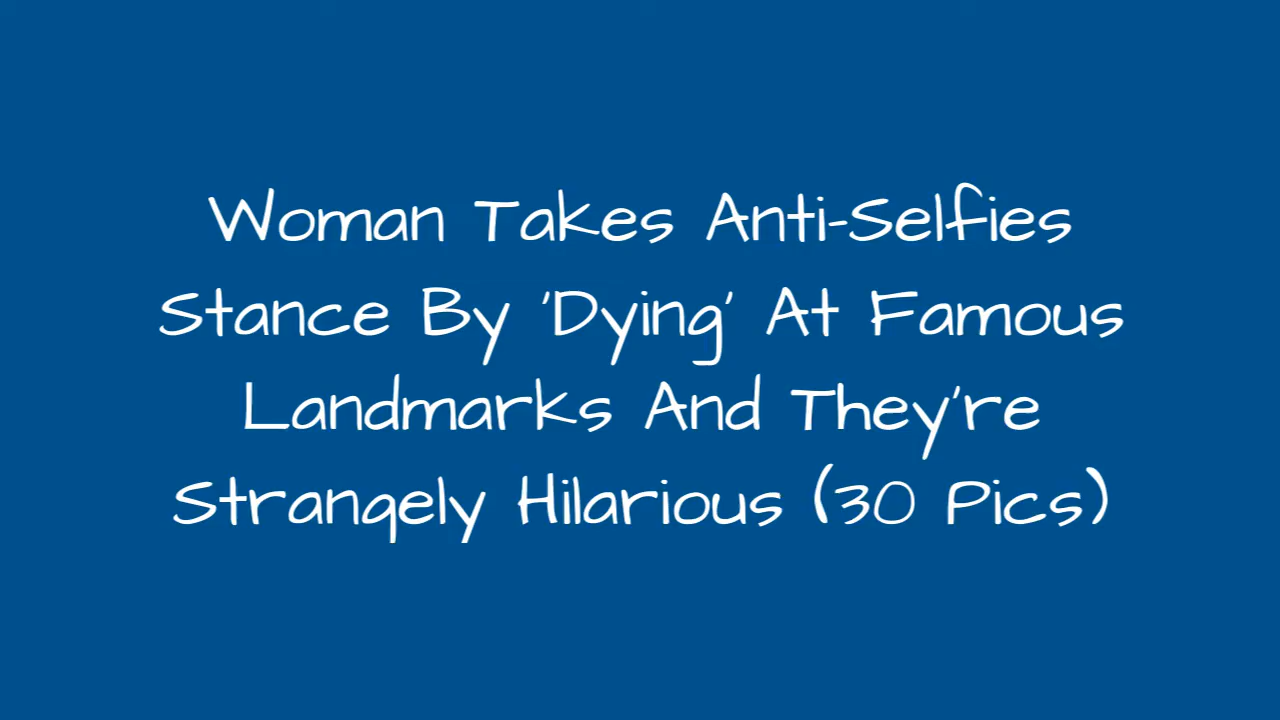 Woman Takes Anti-Selfies
Stance By 'Dying' At Famous
Landmarks And They're
Strangely Hilarious (30 Pics)